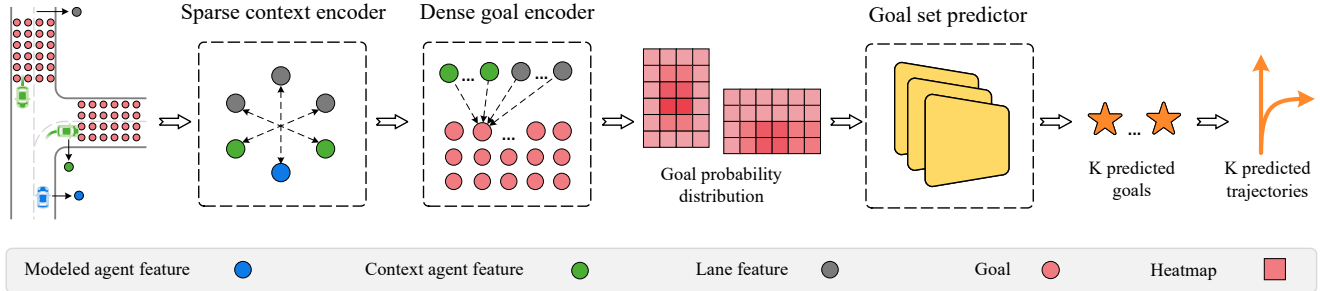 Sparse context encoder
Dense goal encoder
Goal set predictor
...
...
...
...
Goal probability
distribution
K predicted
goals
K predicted
trajectories
Modeled agent feature
Context agent feature
Lane feature
Goal
Heatmap